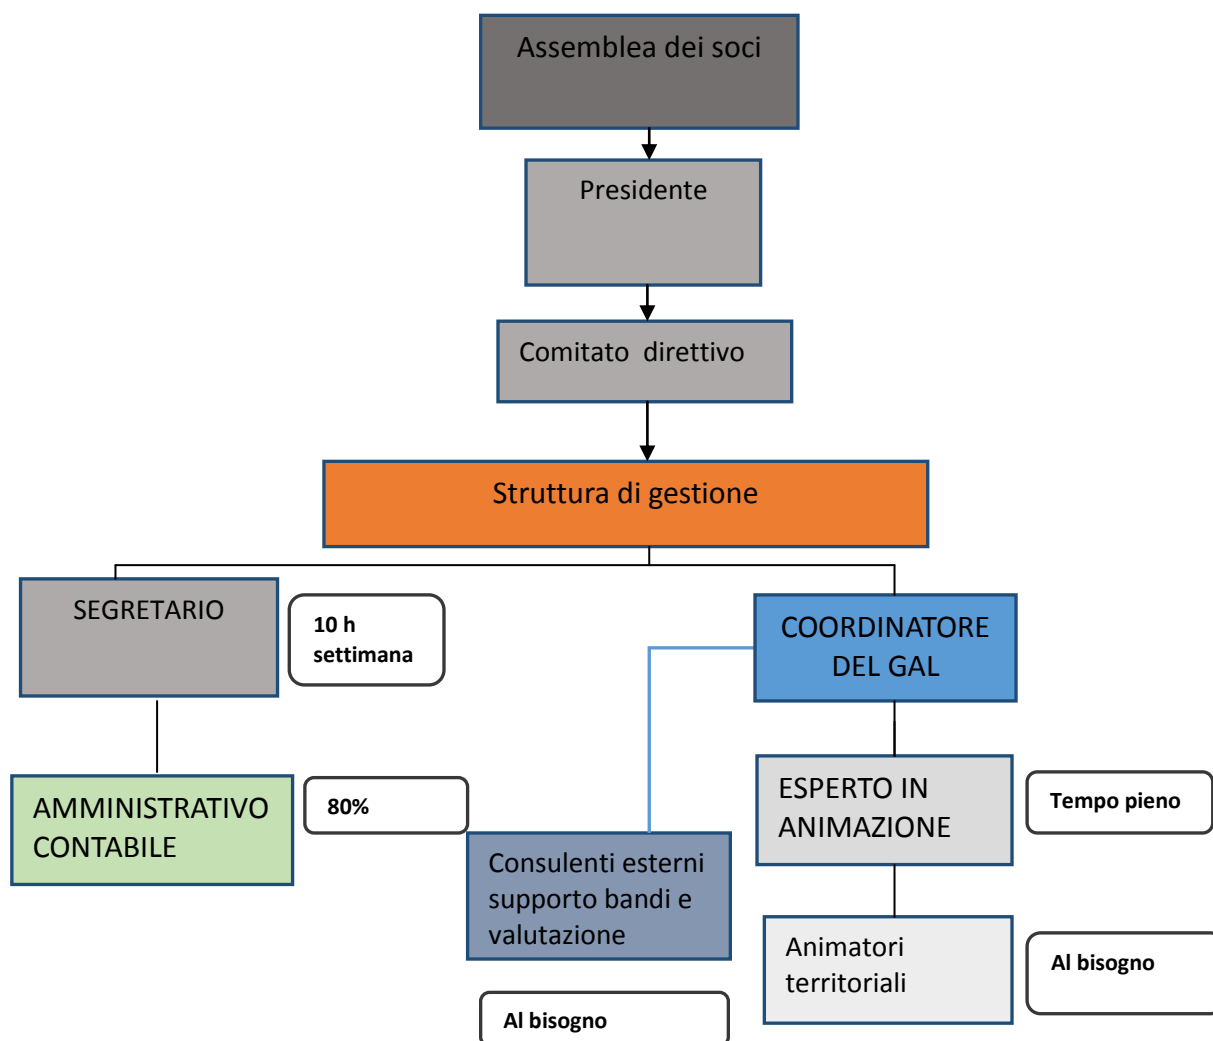 Assemblea dei soci
Presidente
Comitato  direttivo
Struttura di gestione
SEGRETARIO
10 h
settimana
COORDINATORE
DEL GAL
AMMINISTRATIVO
CONTABILE
80%
ESPERTO IN
ANIMAZIONE
Tempo pieno
Consulenti esterni
supporto bandi e
valutazione
Al bisogno
Animatori
territoriali
Al bisogno